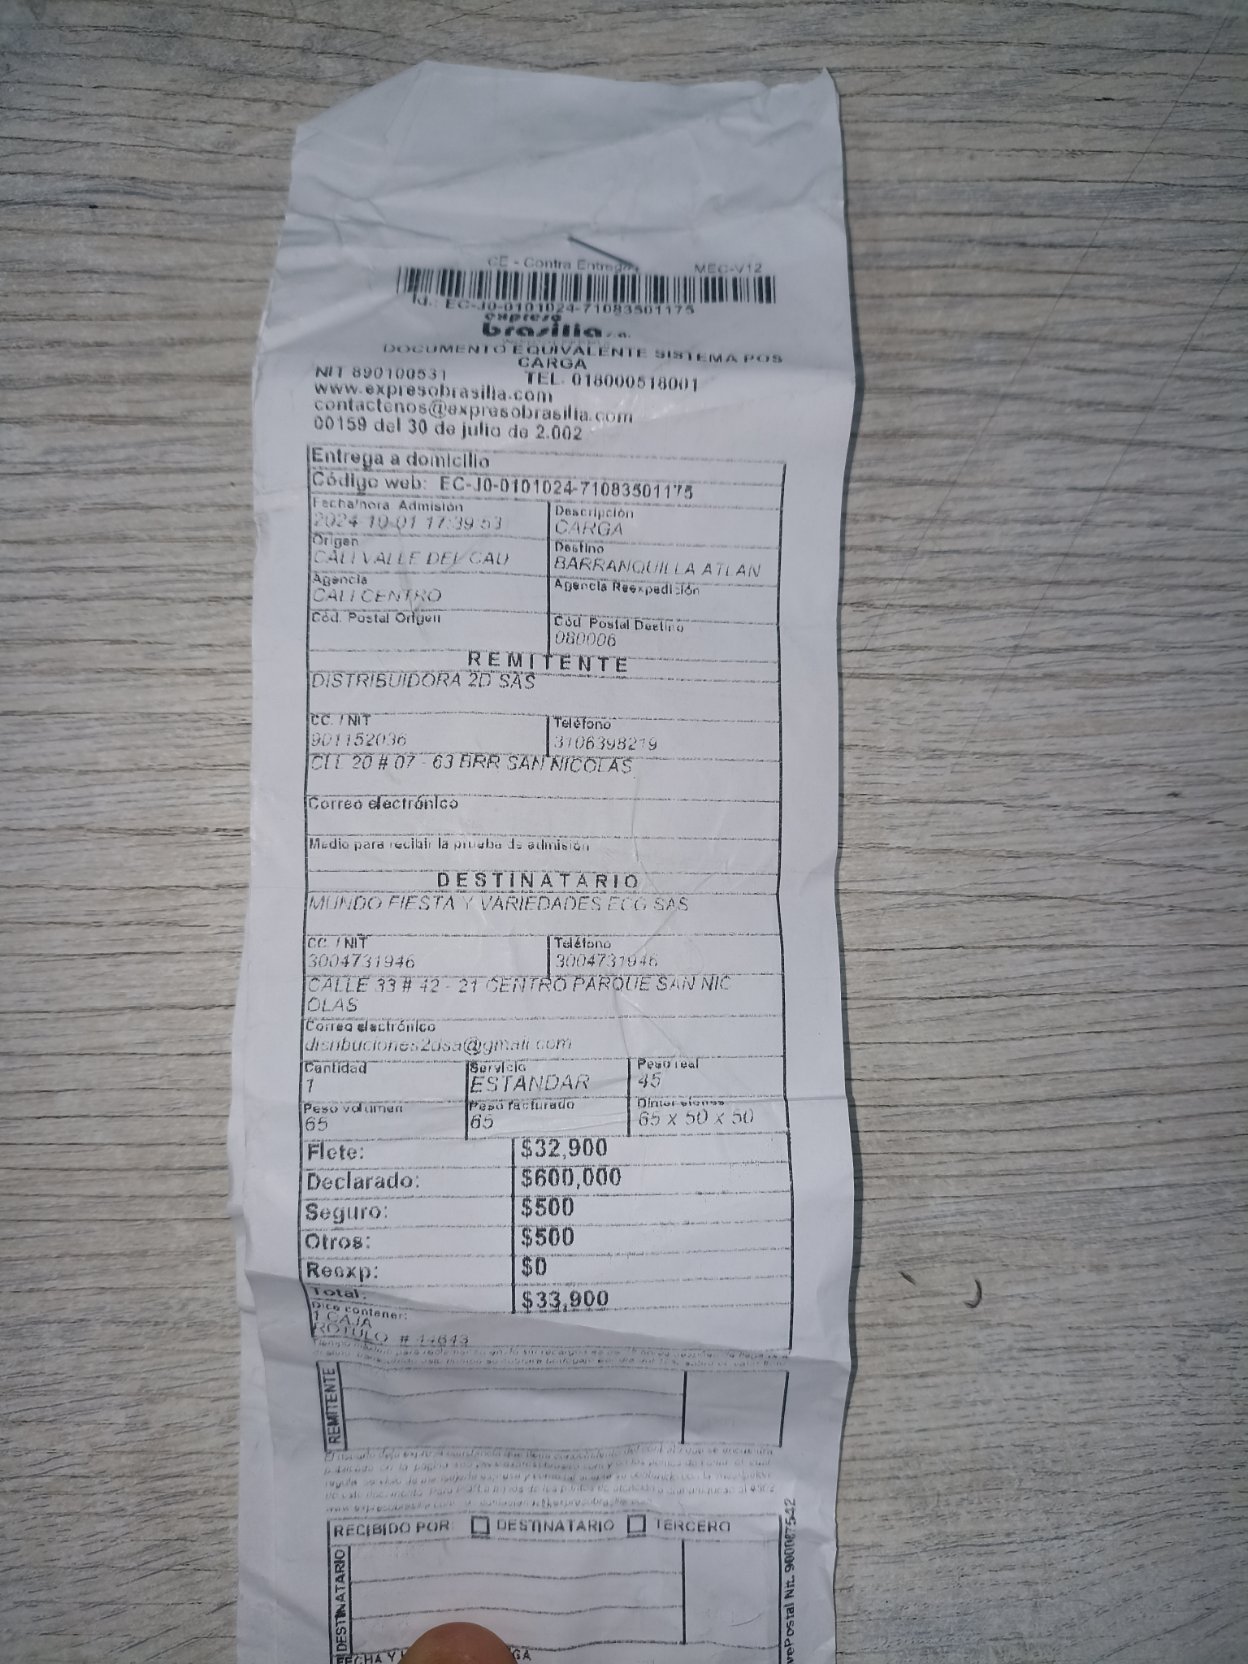 CE - Contra Entrega MEC-V12
Id.: EC-J0-0101024-71083501175
expreso
brasilia s.a.
DOCUMENTO EQUIVALENTE SISTEMA POS
CARGA
NIT 890100531 TEL. 018000518001
www.expresobrasilia.com
contactenos@expresobrasilia.com
00159 del 30 de julio de 2.002
Entrega a domicilio
Código web: EC-J0-0101024-71083501175
Fecha/hora Admisión Descripción
2024-10-01 17:39:53 CARGA
Origen Destino
CALI VALLE DEL CAU BARRANQUILLA ATLAN
Agencia Agencia Reexpedición
CALI CENTRO
Cód. Postal Origen Cód. Postal Destino
080006
REMITENTE
DISTRIBUIDORA 2D SAS
CC. / NIT Teléfono
901152036 3106398219
CLL 20 # 07 - 63 BRR SAN NICOLAS
Correo electrónico
Medio para recibir la prueba de admisión
DESTINATARIO
MUNDO FIESTA Y VARIEDADES ECG SAS
CC. / NIT Teléfono
3004731946 3004731946
CALLE 33 # 42 - 21 CENTRO PARQUE SAN NIC
OLAS
Correo electrónico
Cantidad Servicio Peso real
1 ESTANDAR 45
Peso volumen Peso facturado Dimensiones
65 65 65 x 50 x 50
Flete: $32,900
Declarado: $600,000
Seguro: $500
Otros: $500
Reexp: $0
Total: $33,900
Dice contener:
1 CAJA
ROTULO #
REMITENTE
RECIBIDO POR: DESTINATARIO TERCERO
DESTINATARIO
Postal Nit. 900087542